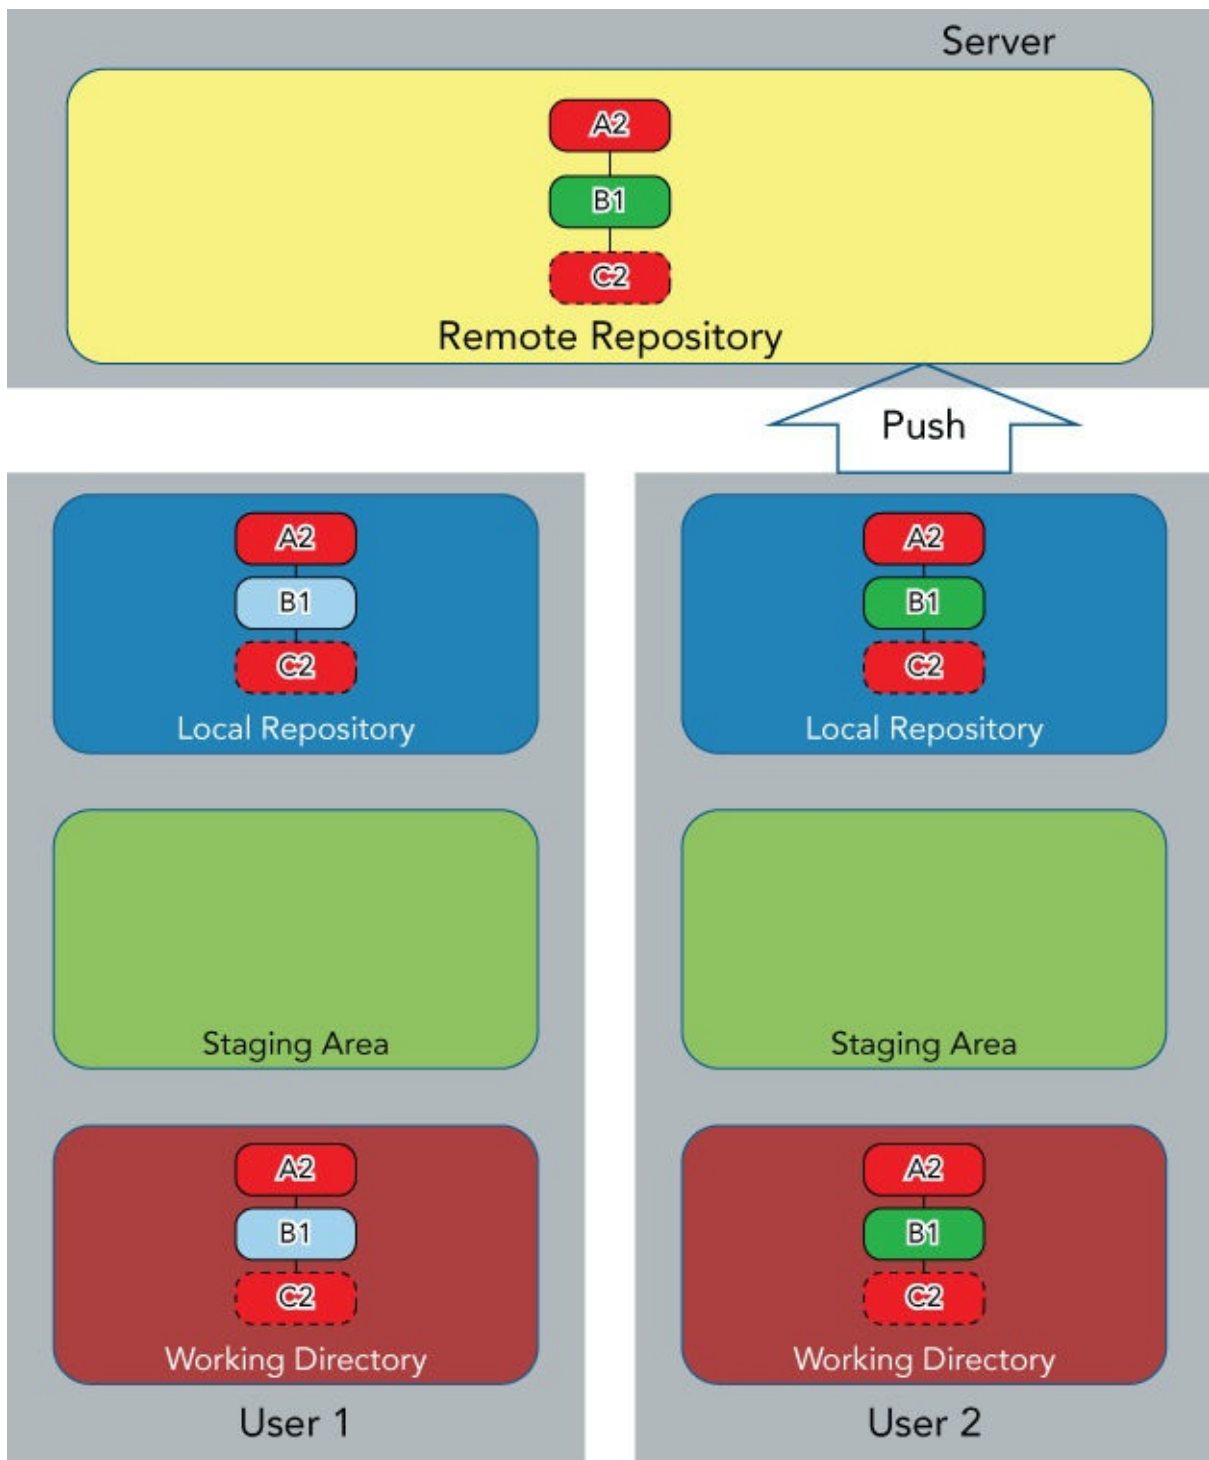 Server
A2
B1
C2
Remote Repository
Push
A2
B1
C2
Local Repository
Staging Area
A2
B1
C2
Working Directory
User 1
A2
B1
C2
Local Repository
Staging Area
A2
B1
C2
Working Directory
User 2